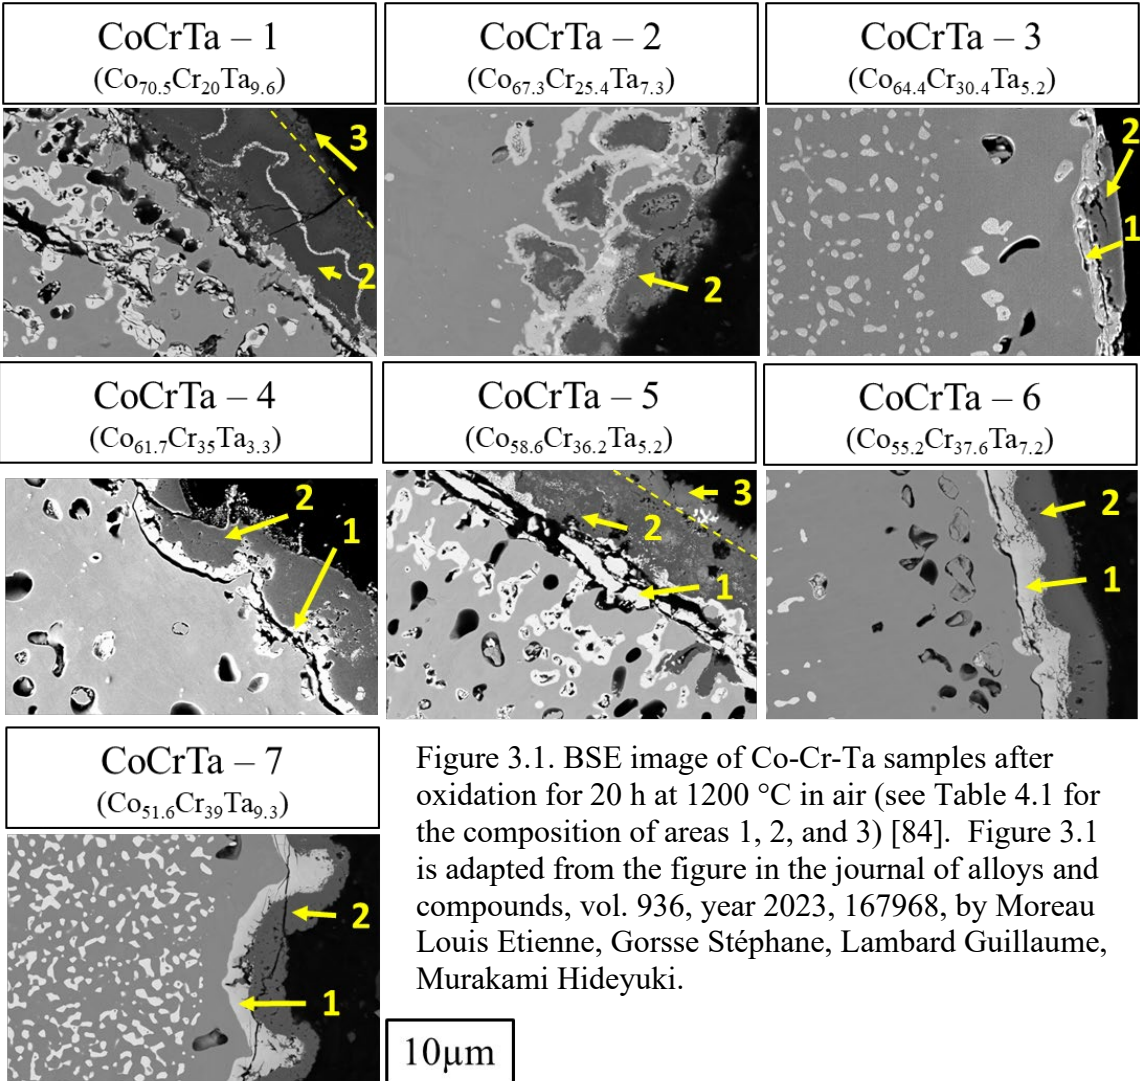 CoCrTa – 1
(Co70.5Cr20Ta9.6)
CoCrTa – 2
(Co67.3Cr25.4Ta7.3)
CoCrTa – 3
(Co64.4Cr30.4Ta5.2)
3
2
2
2
1
CoCrTa – 4
(Co61.7Cr35Ta3.3)
CoCrTa – 5
(Co58.6Cr36.2Ta5.2)
CoCrTa – 6
(Co55.2Cr37.6Ta7.2)
2
1
3
2
1
2
1
CoCrTa – 7
(Co51.6Cr39Ta9.3)
2
1
Figure 3.1. BSE image of Co-Cr-Ta samples after
oxidation for 20 h at 1200 °C in air (see Table 4.1 for
the composition of areas 1, 2, and 3) [84].  Figure 3.1
is adapted from the figure in the journal of alloys and
compounds, vol. 936, year 2023, 167968, by Moreau
Louis Etienne, Gorsse Stéphane, Lambard Guillaume,
Murakami Hideyuki.
10µm